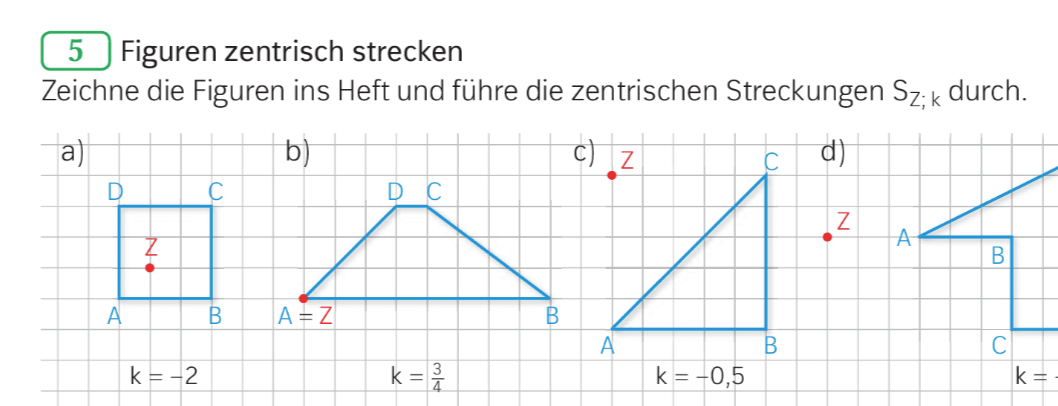 5 Figuren zentrisch strecken
Zeichne die Figuren ins Heft und führe die zentrischen Streckungen S_Z; k durch.
a)
D C
Z
A B
k = −2
b)
D C
A = Z B
k = 3/4
c)
Z
C
A B
k = −0,5
d)
Z
A
B
C
k = -